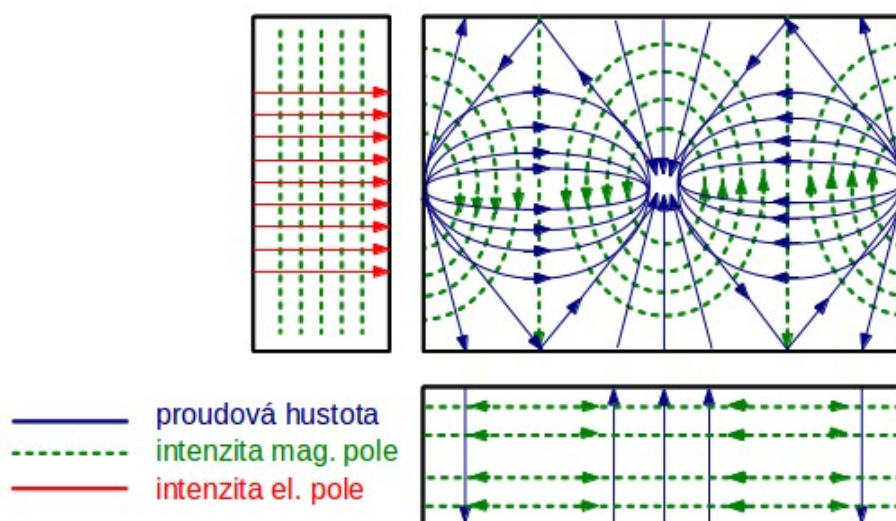 proudová hustota
intenzita mag. pole
intenzita el. pole